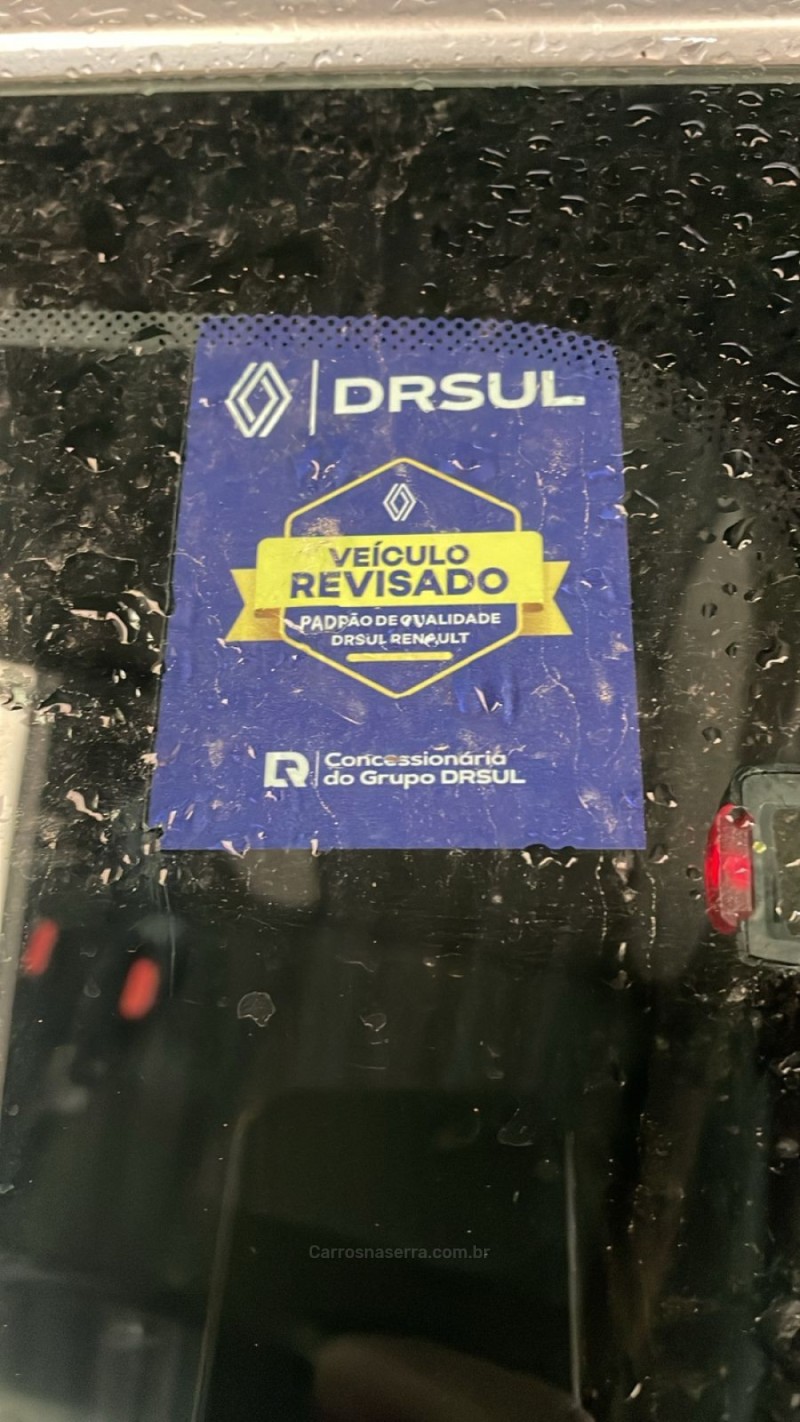 DRSUL
VEÍCULO
REVISADO
PADRÃO DE QUALIDADE
DRSUL RENAULT
Concessionária
do Grupo DRSUL
Carrosnaserra.com.br